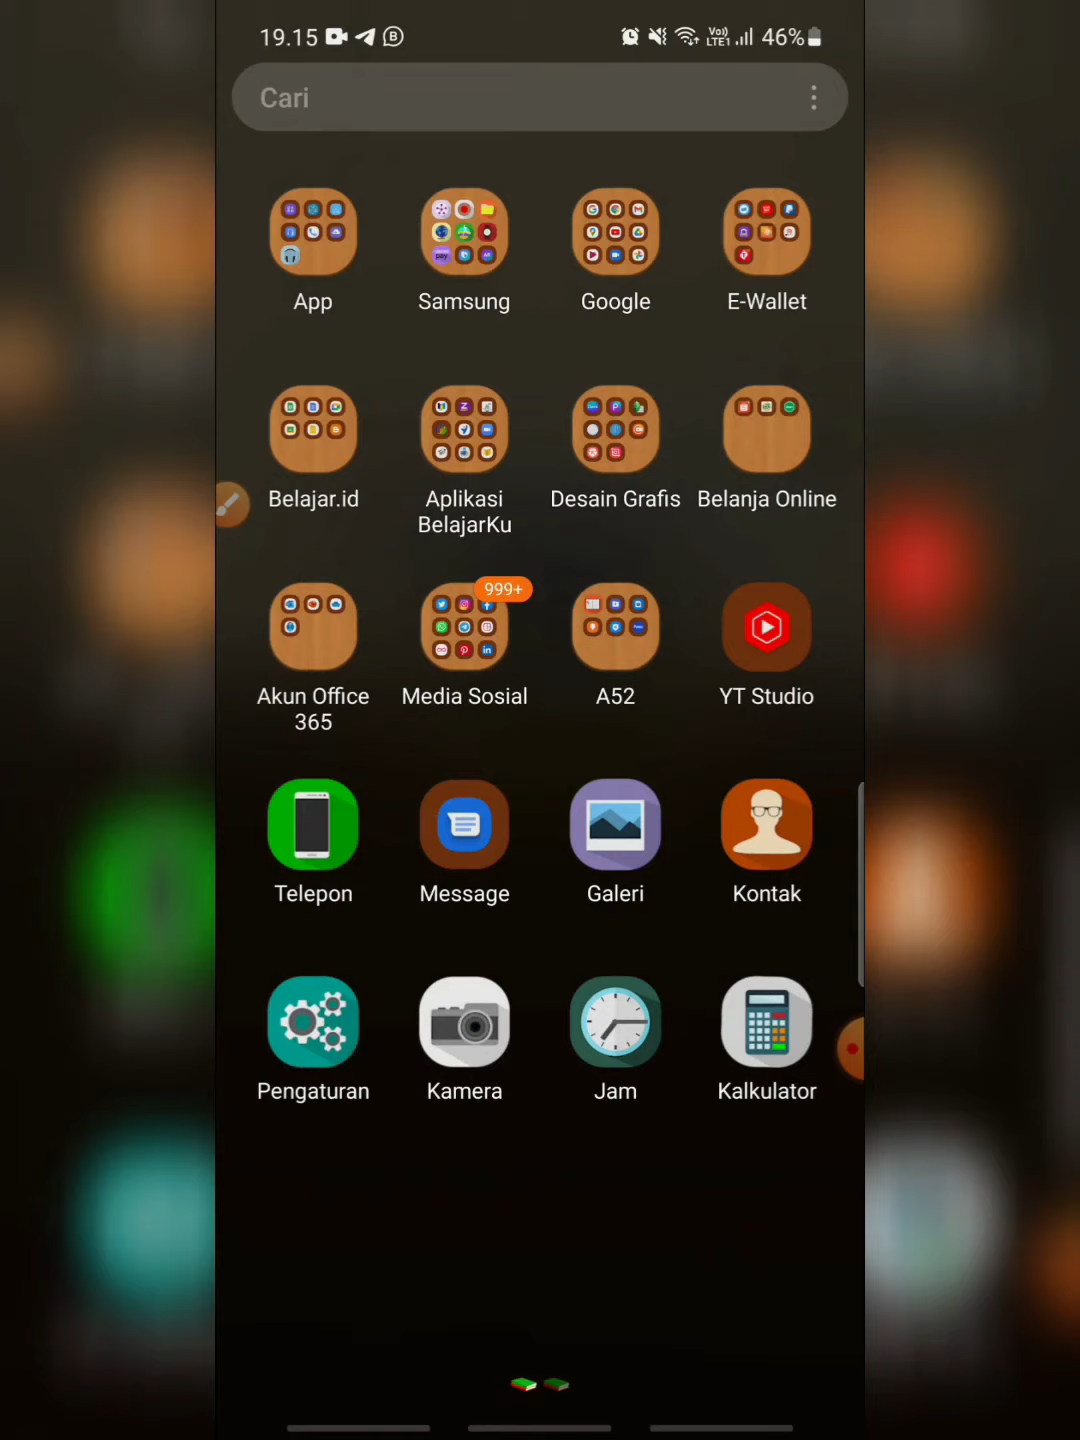 19.15
46%
Cari
App
Samsung
Google
E-Wallet
Belajar.id
Aplikasi
BelajarKu
Desain Grafis
Belanja Online
999+
Akun Office
365
Media Sosial
A52
YT Studio
Telepon
Message
Galeri
Kontak
Pengaturan
Kamera
Jam
Kalkulator